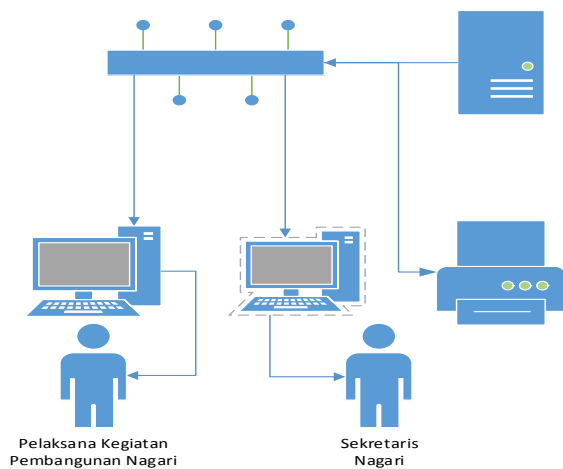 Pelaksana Kegiatan
Pembangunan Nagari
Sekretaris
Nagari